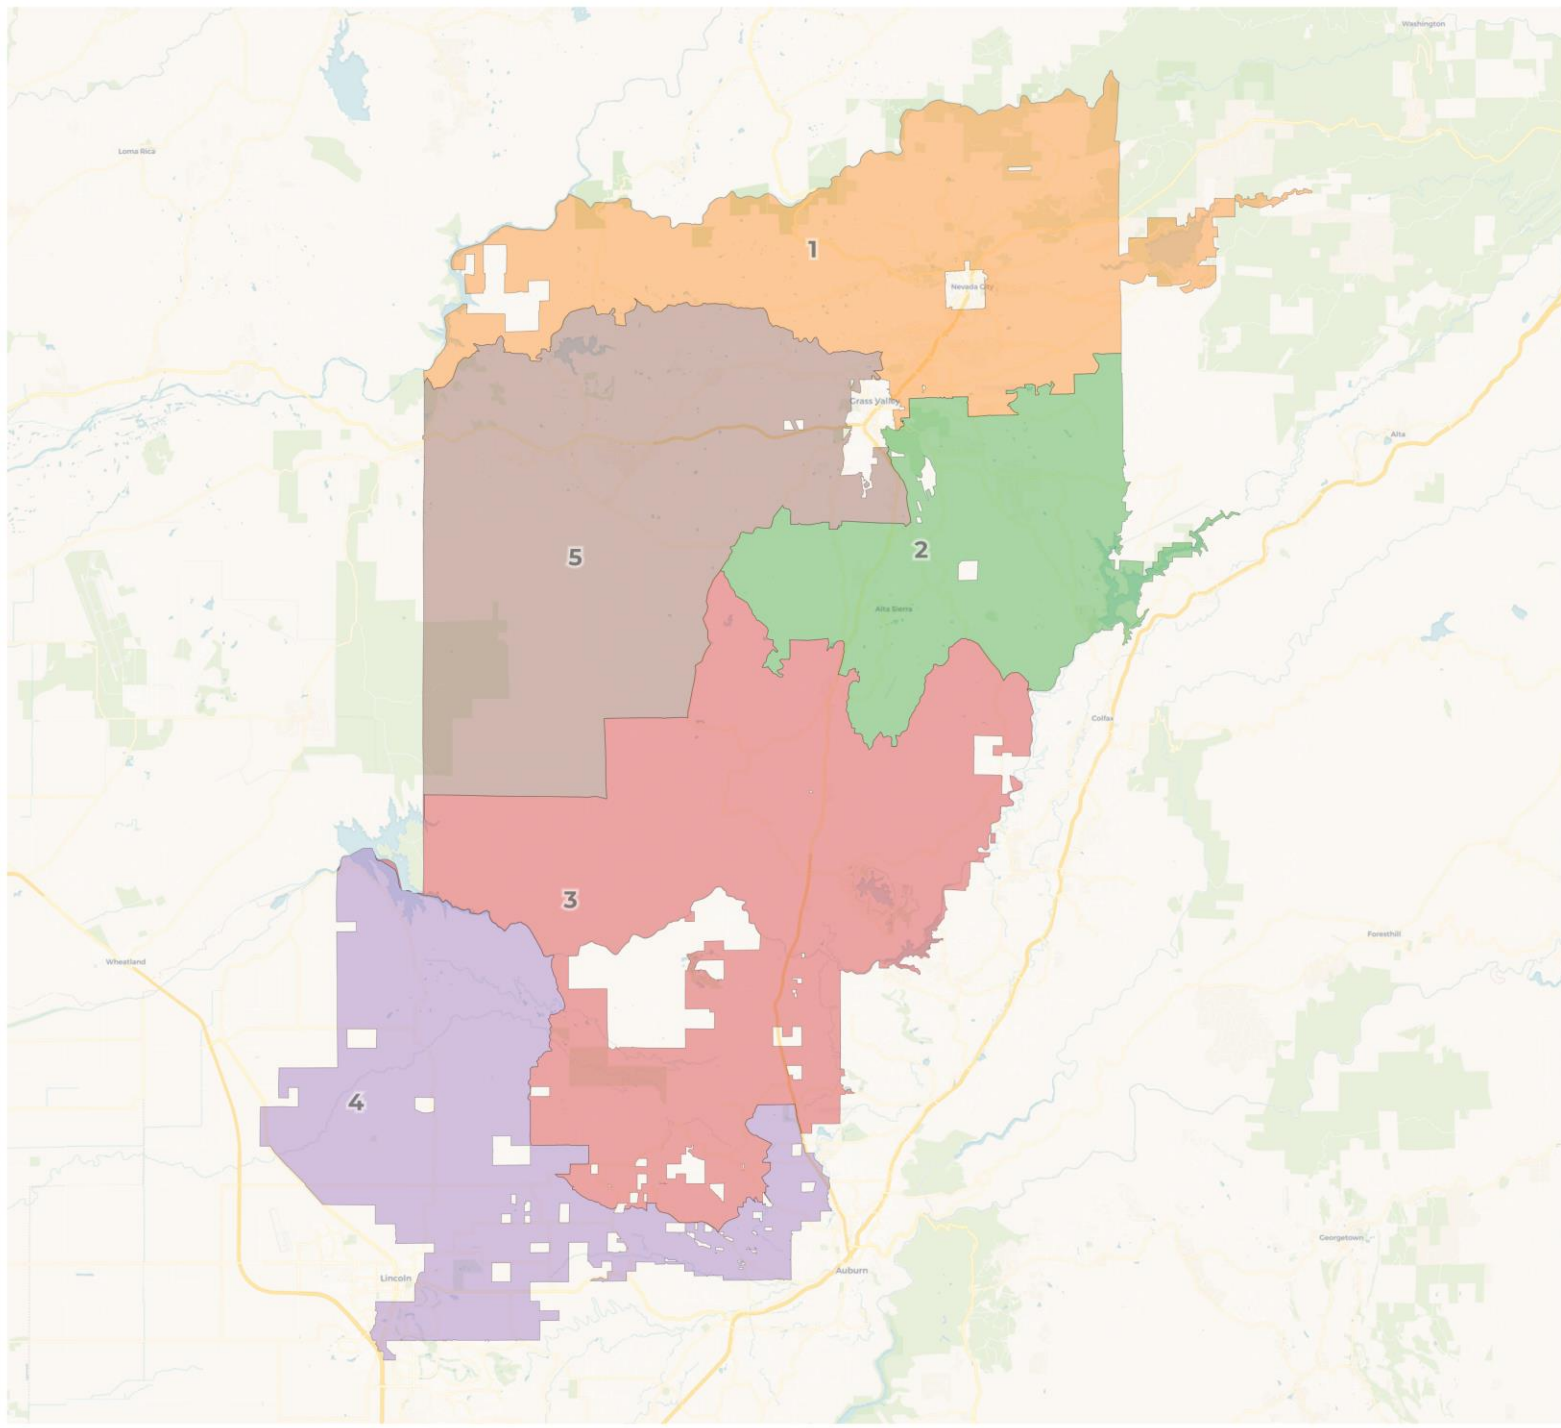 Washington
Loma Rica
1
Nevada City
Grass Valley
Alta
5
2
Alta Sierra
Colfax
3
Foresthill
Wheatland
4
Georgetown
Auburn
Lincoln